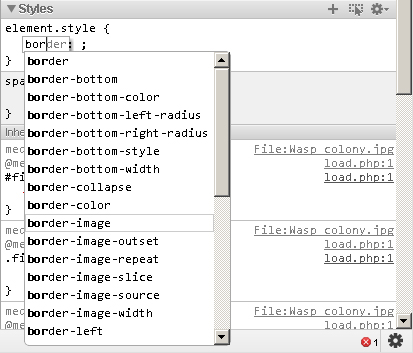 Styles
element.style {
border: ;
}
border
border-bottom
border-bottom-color
border-bottom-left-radius
border-bottom-right-radius
border-bottom-style
border-bottom-width
border-collapse
border-color
border-image
border-image-outset
border-image-repeat
border-image-slice
border-image-source
border-image-width
border-left
spa
}
Inhe
med File:Wasp colony.jpg
@me load.php:1
#fi load.php:1
}
med File:Wasp colony.jpg
@me load.php:1
.fi load.php:1
}
med File:Wasp colony.jpg
@me load.php:1
1